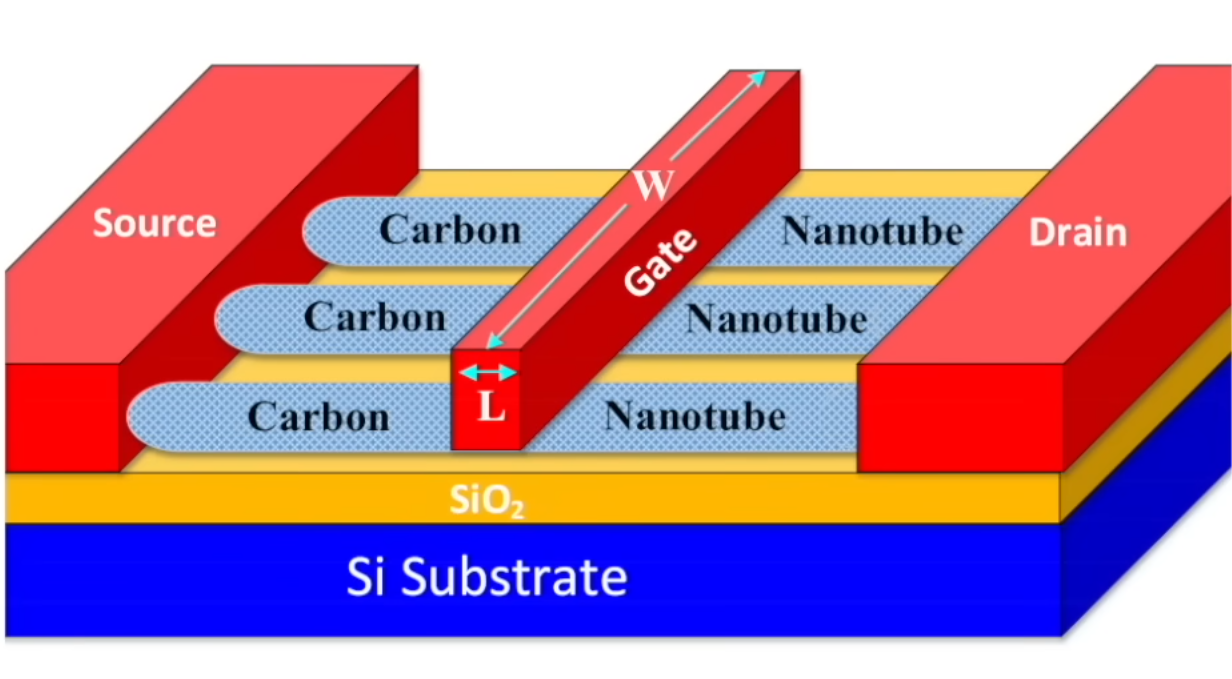 W
Source
Carbon
Nanotube
Drain
Gate
Carbon
Nanotube
L
Carbon
Nanotube
SiO₂
Si Substrate